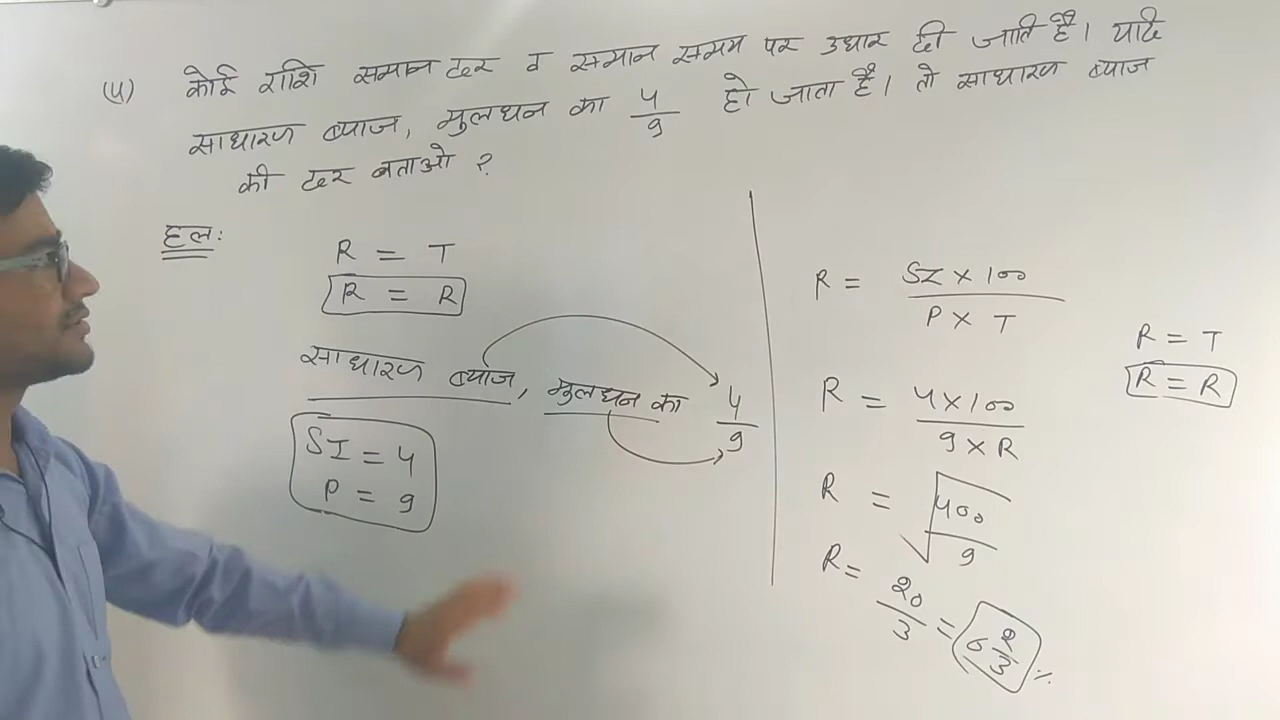 (4) कोई राशि समान दर व समान समय पर उधार दी जाति है। यदि
साधारण ब्याज, मुलधन का 4/9 हो जाता है। तो साधारण ब्याज
की दर बताओ ?
हल:
R = T
R = R
साधारण ब्याज, मुलधन का 4/9
SI = 4
P = 9
R = SI × 100 / P × T
R = 4 × 100 / 9 × R
R = √400/9
R = 20/3 = 6 2/3 %
R = T
R = R